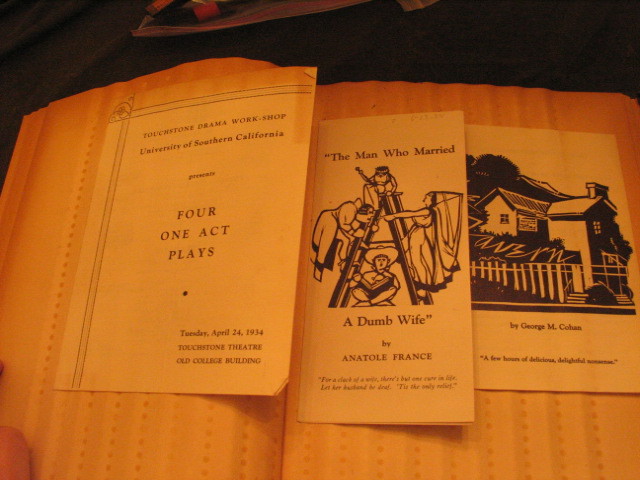 TOUCHSTONE DRAMA WORK-SHOP
University of Southern California
presents
FOUR
ONE ACT
PLAYS
Tuesday, April 24, 1934
TOUCHSTONE THEATRE
OLD COLLEGE BUILDING
"The Man Who Married
A Dumb Wife"
by
ANATOLE FRANCE
"For a clack of a wife, there's but one cure in life.
Let her husband be deaf. 'Tis the only relief."
avern
by George M. Cohan
"A few hours of delicious, delightful nonsense."